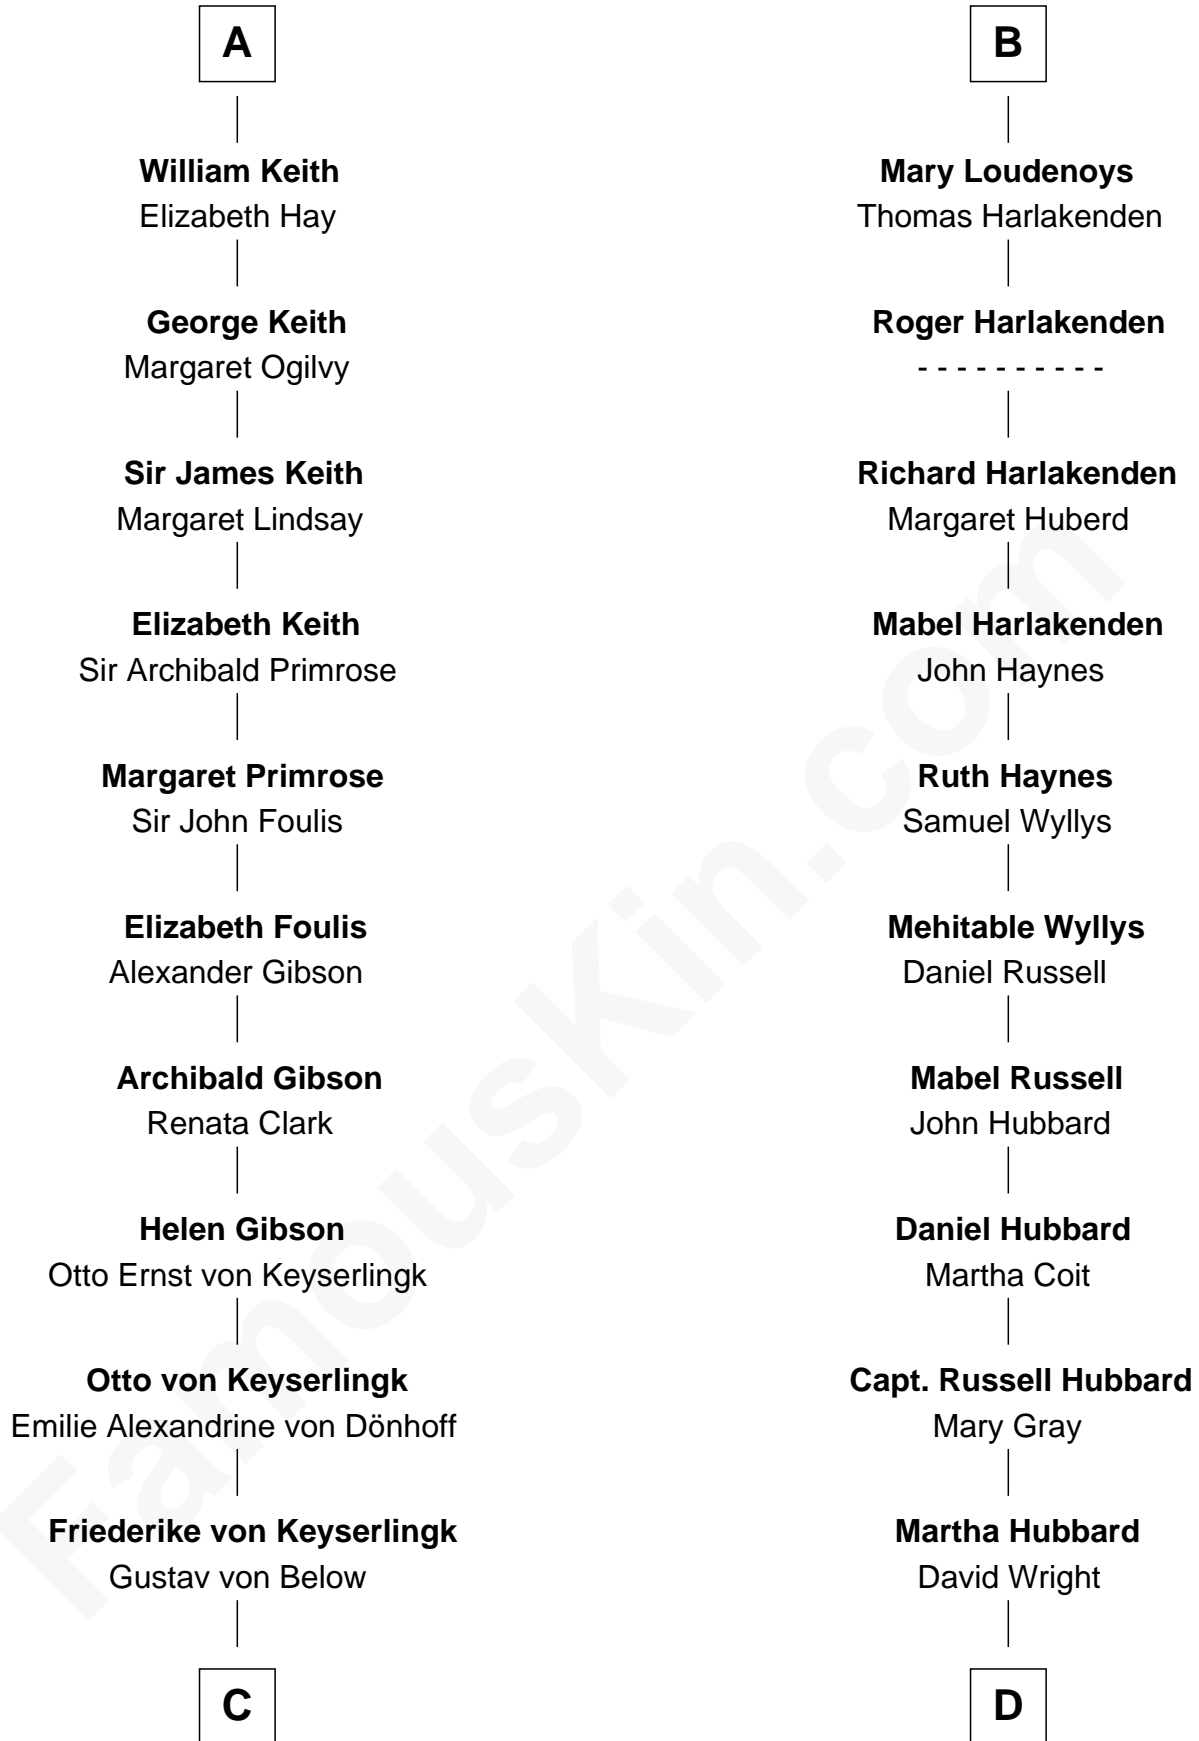 A
William Keith
Elizabeth Hay
George Keith
Margaret Ogilvy
Sir James Keith
Margaret Lindsay
Elizabeth Keith
Sir Archibald Primrose
Margaret Primrose
Sir John Foulis
Elizabeth Foulis
Alexander Gibson
Archibald Gibson
Renata Clark
Helen Gibson
Otto Ernst von Keyserlingk
Otto von Keyserlingk
Emilie Alexandrine von Dönhoff
Friederike von Keyserlingk
Gustav von Below
C
B
Mary Loudenoys
Thomas Harlakenden
Roger Harlakenden
- - - - - - - - - -
Richard Harlakenden
Margaret Huberd
Mabel Harlakenden
John Haynes
Ruth Haynes
Samuel Wyllys
Mehitable Wyllys
Daniel Russell
Mabel Russell
John Hubbard
Daniel Hubbard
Martha Coit
Capt. Russell Hubbard
Mary Gray
Martha Hubbard
David Wright
D
FamousKin.com